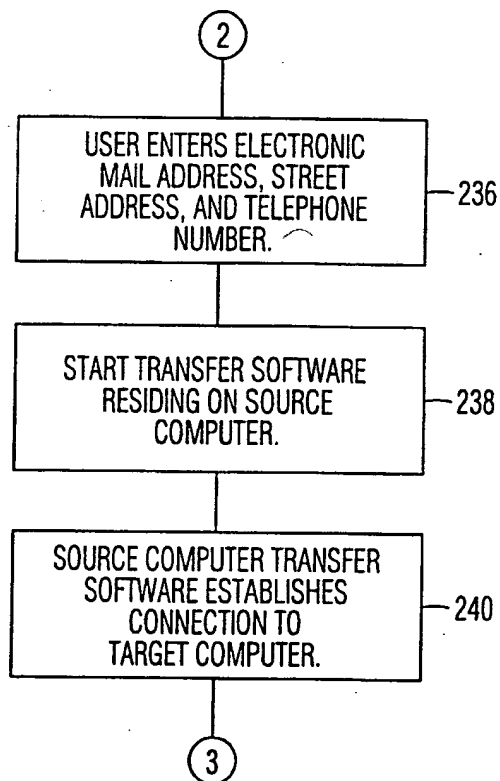 2
USER ENTERS ELECTRONIC
MAIL ADDRESS, STREET
ADDRESS, AND TELEPHONE
NUMBER.
236
START TRANSFER SOFTWARE
RESIDING ON SOURCE
COMPUTER.
238
SOURCE COMPUTER TRANSFER
SOFTWARE ESTABLISHES
CONNECTION TO
TARGET COMPUTER.
240
3